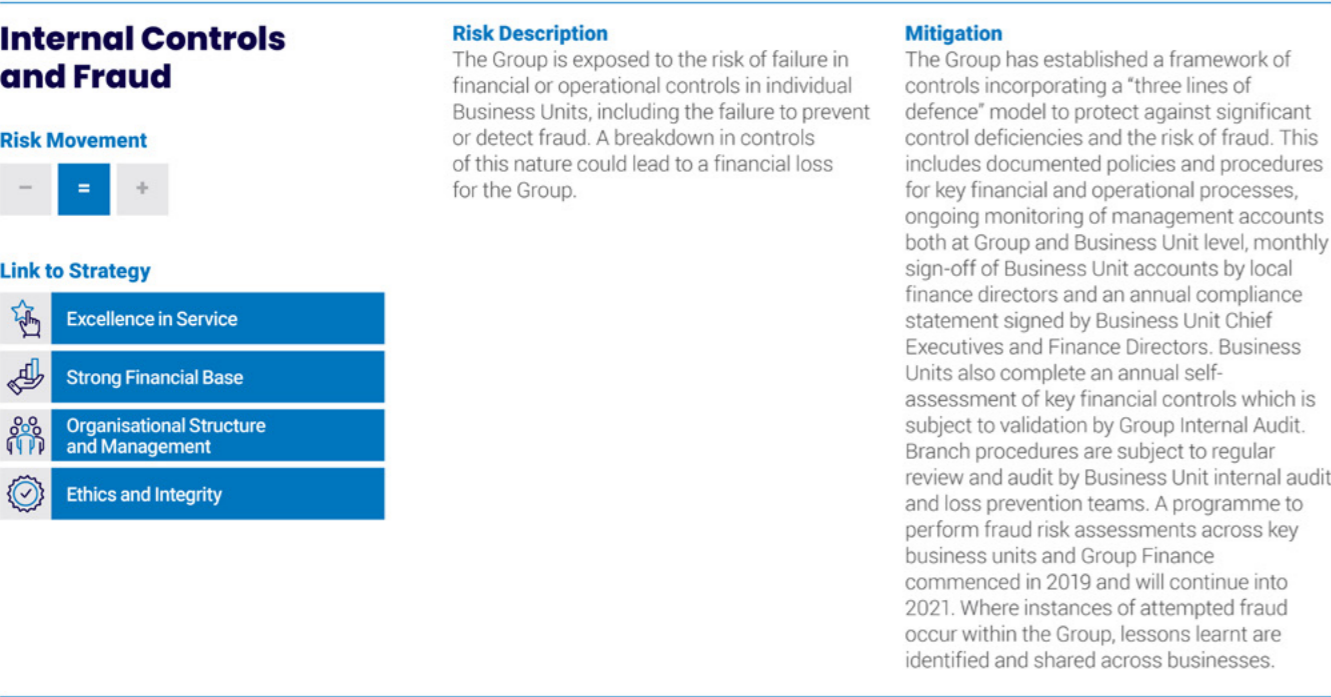 Internal Controls
and Fraud
Risk Movement
– = +
Link to Strategy
Excellence in Service
Strong Financial Base
Organisational Structure
and Management
Ethics and Integrity
Risk Description
The Group is exposed to the risk of failure in
financial or operational controls in individual
Business Units, including the failure to prevent
or detect fraud. A breakdown in controls
of this nature could lead to a financial loss
for the Group.
Mitigation
The Group has established a framework of
controls incorporating a “three lines of
defence” model to protect against significant
control deficiencies and the risk of fraud. This
includes documented policies and procedures
for key financial and operational processes,
ongoing monitoring of management accounts
both at Group and Business Unit level, monthly
sign-off of Business Unit accounts by local
finance directors and an annual compliance
statement signed by Business Unit Chief
Executives and Finance Directors. Business
Units also complete an annual self-
assessment of key financial controls which is
subject to validation by Group Internal Audit.
Branch procedures are subject to regular
review and audit by Business Unit internal audit
and loss prevention teams. A programme to
perform fraud risk assessments across key
business units and Group Finance
commenced in 2019 and will continue into
2021. Where instances of attempted fraud
occur within the Group, lessons learnt are
identified and shared across businesses.